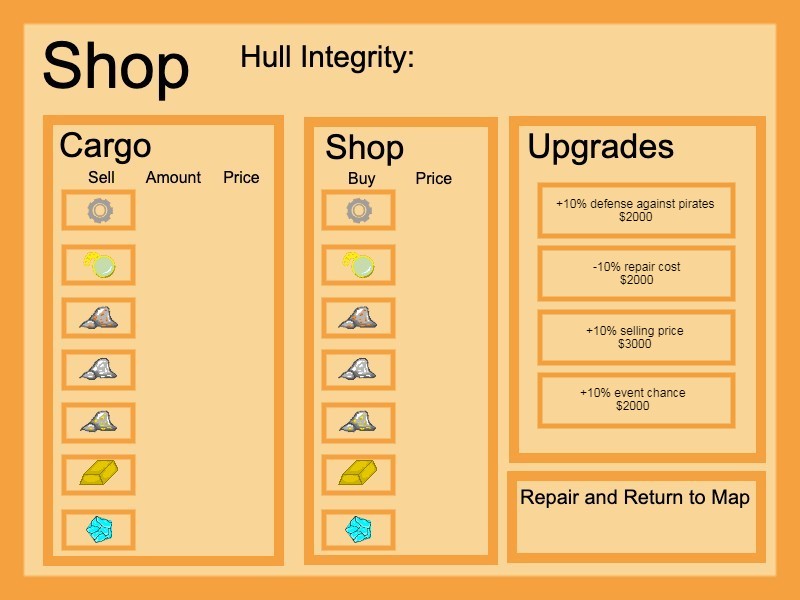 Shop
Hull Integrity:
Cargo
Sell Amount Price
Shop
Buy Price
Upgrades
+10% defense against pirates
$2000
-10% repair cost
$2000
+10% selling price
$3000
+10% event chance
$2000
Repair and Return to Map